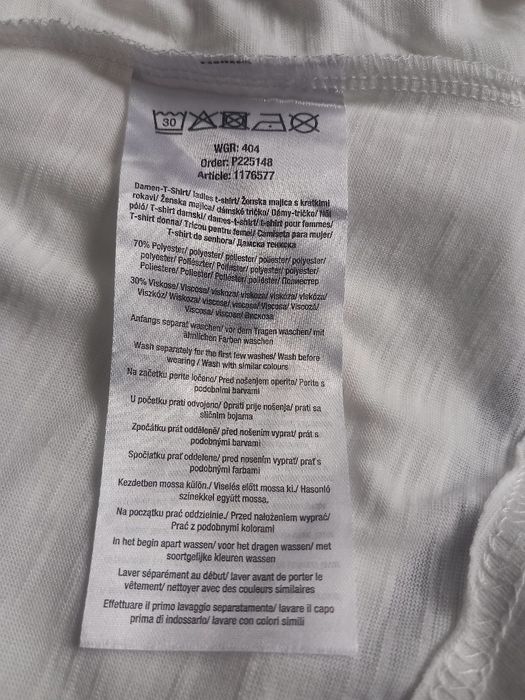 30
WGR: 404
Order: P225148
Article: 1176577
Damen-T-Shirt/ ladies t-shirt/ Ženska majica s kratkimi
rokavi/ Ženska majica/ dámské tričko/ Dámy-tričko/ Női
póló/ T-shirt damski/ dames-t-shirt/ t-shirt pour femmes/
T-shirt donna/ Tricou pentru femei/ Camiseta para mujer/
T-shirt de senhora/ Дамска тениска
70% Polyester/ polyester/ poliester/ poliester/ polyester/
polyester/ Poliészter/ Poliester/ polyester/ polyester/
Poliestere/ Poliester/ Poliéster/ poliéster/ Полиестер
30% Viskose/ Viscose/ viskoza/ viskoza/ viskóza/ viskóza/
Viszkóz/ Wiskoza/ viscose/ viscose/ Viscosa/ Viscoză/
Viscosa/ viscose/ Вискоза
Anfangs separat waschen/ vor dem Tragen waschen/ mit
ähnlichen Farben waschen
Wash separately for the first few washes/ Wash before
wearing / Wash with similar colours
Na začetku perite ločeno/ Pred nošenjem operite/ Perite s
podobnimi barvami
U početku prati odvojeno/ Oprati prije nošenja/ prati sa
sličnim bojama
Zpočátku prát odděleně/ před nošením vyprat/ prát s
podobnými barvami
Spočiatku prať oddelene/ pred nosením vyprať/ prať s
podobnými farbami
Kezdetben mossa külön./ Viselés előtt mossa ki./ Hasonló
színekkel együtt mossa.
Na początku prać oddzielnie./ Przed nałożeniem wyprać/
Prać z podobnymi kolorami
In het begin apart wassen/ voor het dragen wassen/ met
soortgelijke kleuren wassen
Laver séparément au début/ laver avant de porter le
vêtement/ nettoyer avec des couleurs similaires
Effettuare il primo lavaggio separatamente/ lavare il capo
prima di indossarlo/ lavare con colori simili